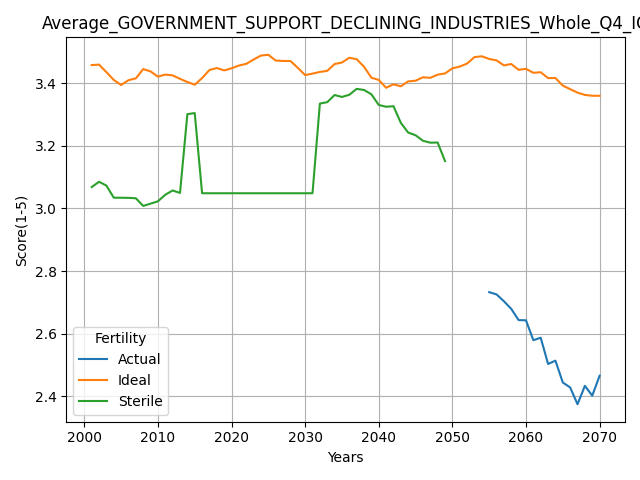 Average_GOVERNMENT_SUPPORT_DECLINING_INDUSTRIES_Whole_Q4_IC
Score(1-5)
3.4
3.2
3.0
2.8
2.6
2.4
Fertility
Actual
Ideal
Sterile
2000 2010 2020 2030 2040 2050 2060 2070
Years